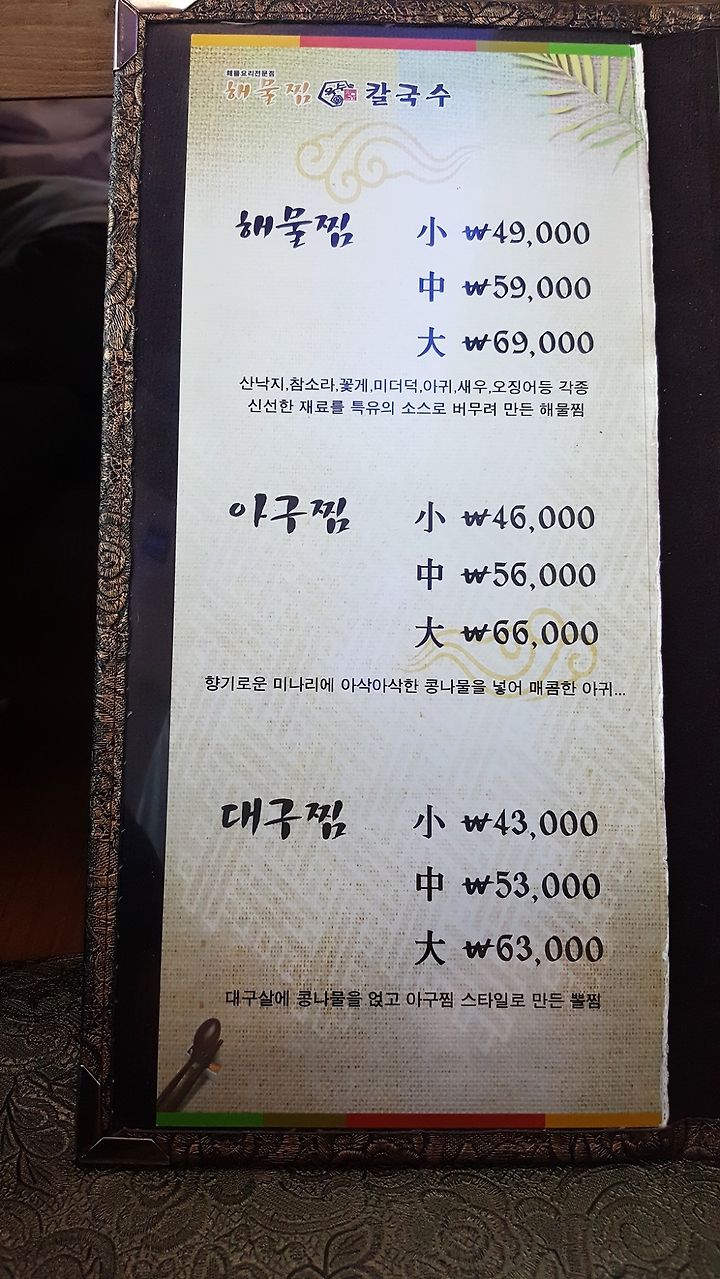 해물요리전문점
해물찜 칼국수
해물찜 小 ₩49,000
中 ₩59,000
大 ₩69,000
산낙지,참소라,꽃게,미더덕,아귀,새우,오징어등 각종
신선한 재료를 특유의 소스로 버무려 만든 해물찜
아구찜 小 ₩46,000
中 ₩56,000
大 ₩66,000
향기로운 미나리에 아삭아삭한 콩나물을 넣어 매콤한 아귀...
대구찜 小 ₩43,000
中 ₩53,000
大 ₩63,000
대구살에 콩나물을 얹고 아구찜 스타일로 만든 뽈찜